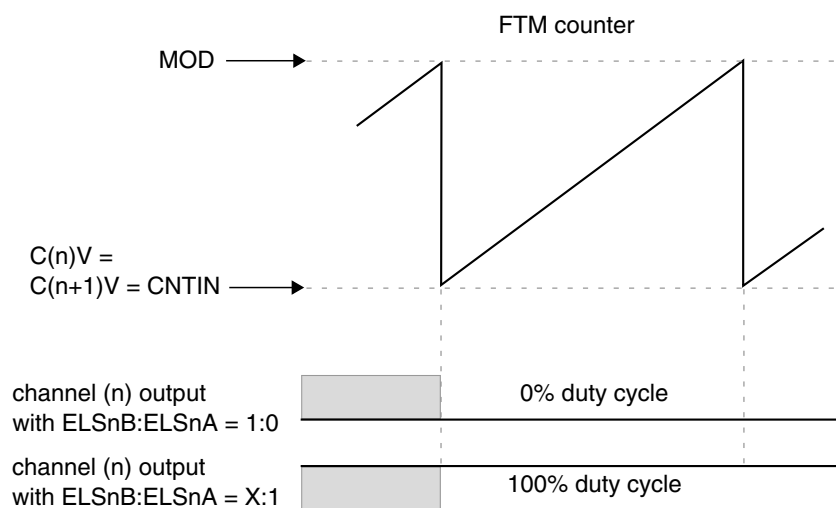 FTM counter
MOD
C(n)V =
C(n+1)V = CNTIN
channel (n) output
with ELSnB:ELSnA = 1:0
0% duty cycle
channel (n) output
with ELSnB:ELSnA = X:1
100% duty cycle